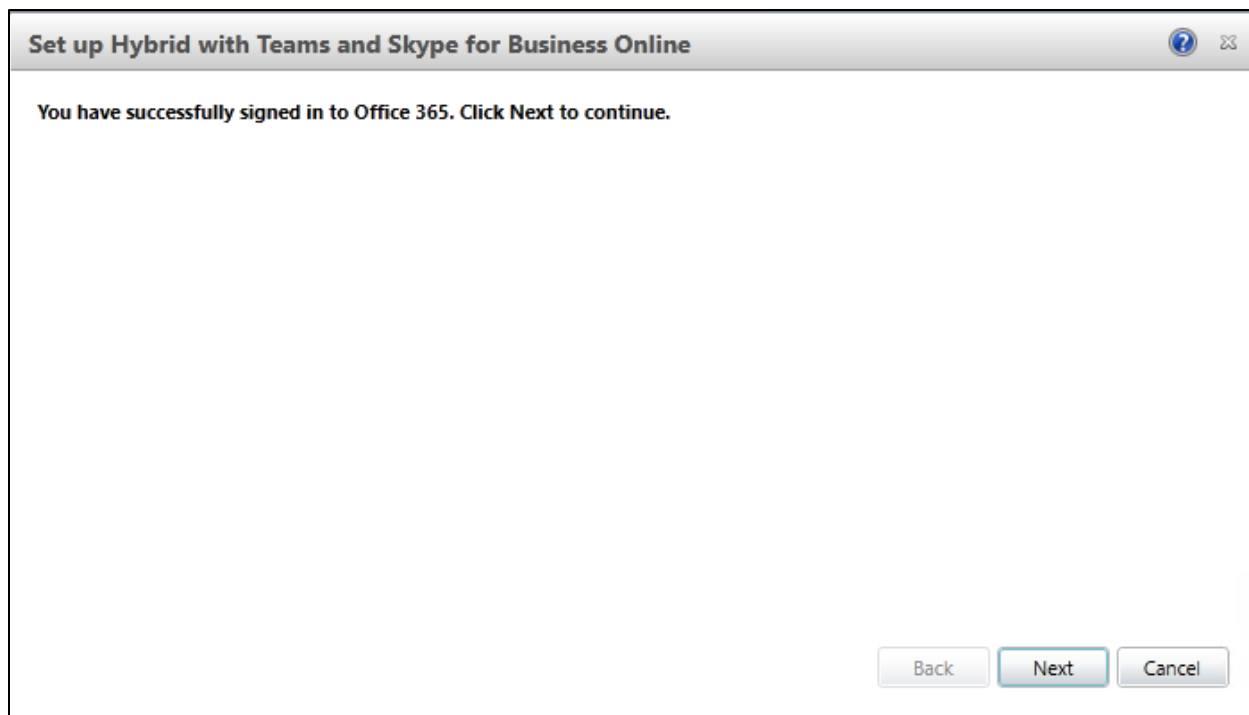 Set up Hybrid with Teams and Skype for Business Online
?
You have successfully signed in to Office 365. Click Next to continue.
Back Next Cancel